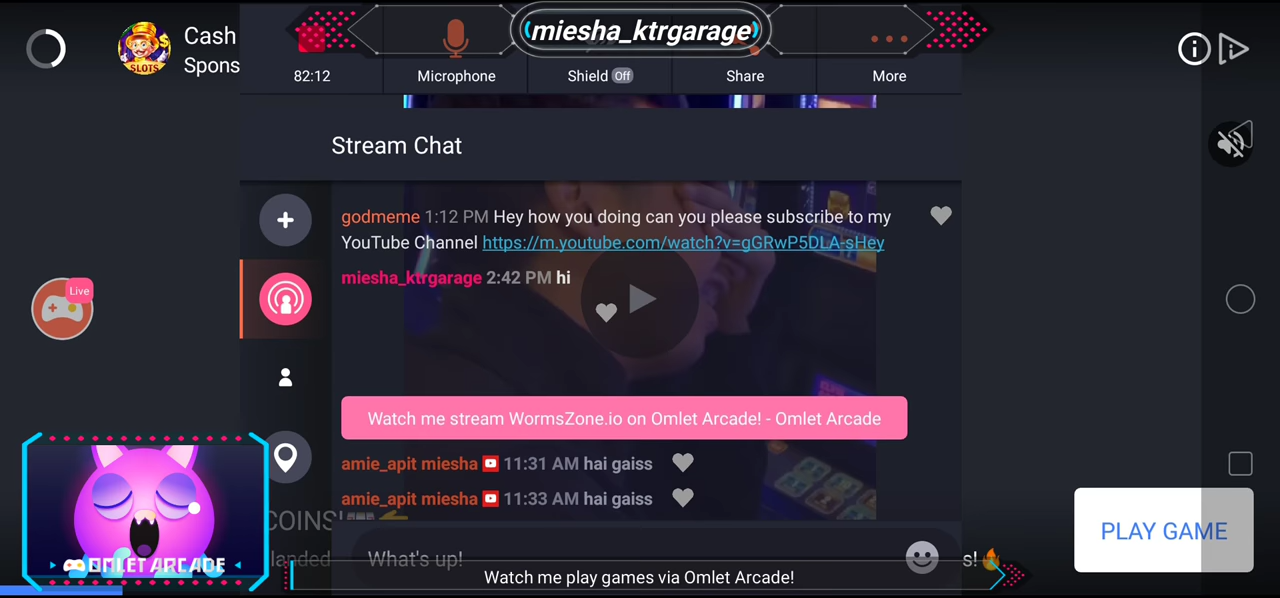 miesha_ktrgarage
Cash
Spons
SLOTS
82:12
Microphone
Shield Off
Share
More
Stream Chat
godmeme 1:12 PM Hey how you doing can you please subscribe to my
YouTube Channel https://m.youtube.com/watch?v=gGRwP5DLA-sHey
miesha_ktrgarage 2:42 PM hi
Live
Watch me stream WormsZone.io on Omlet Arcade! - Omlet Arcade
amie_apit miesha 11:31 AM hai gaiss
amie_apit miesha 11:33 AM hai gaiss
COINS!
PLAY GAME
landed
What's up!
s!
OMLET ARCADE
Watch me play games via Omlet Arcade!